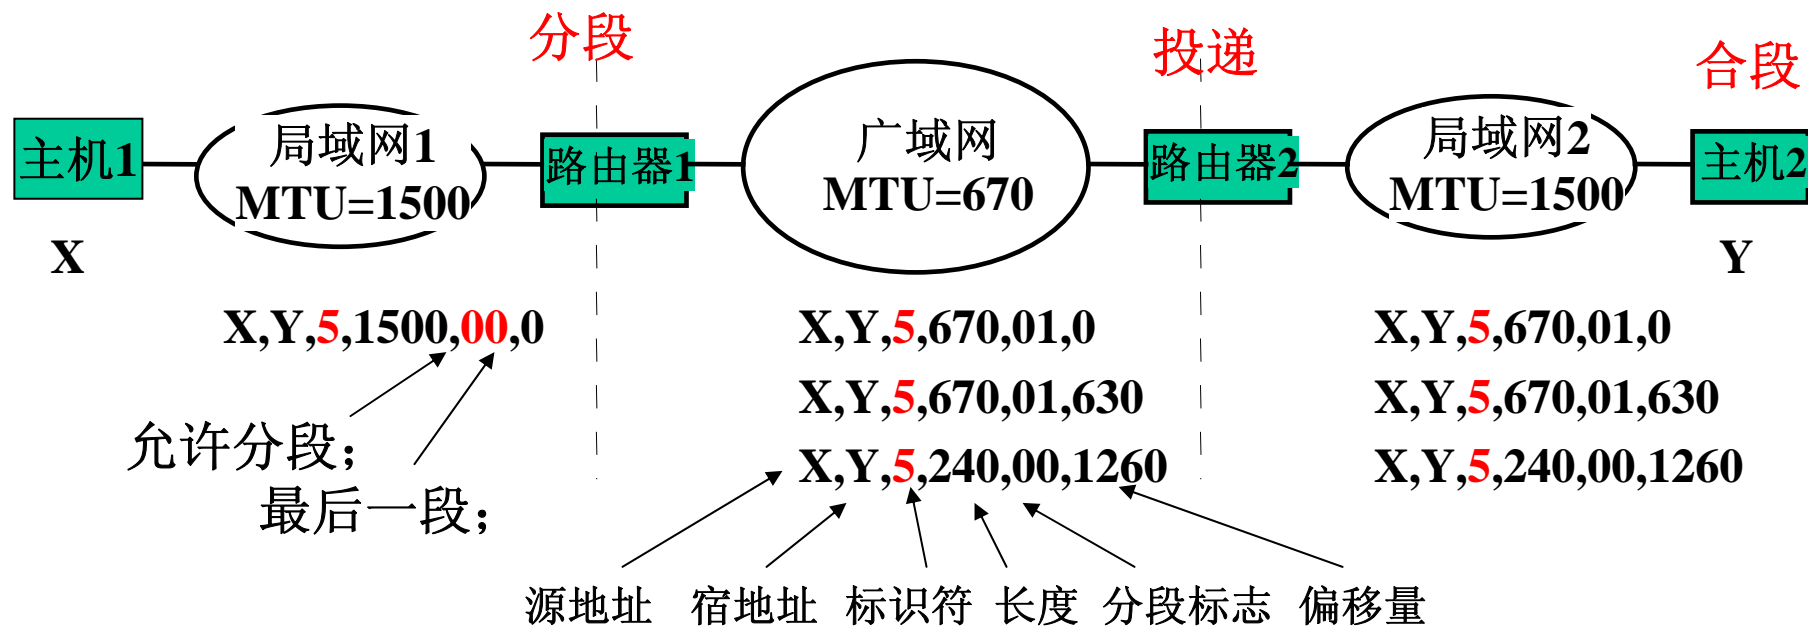 分段
投递
合段
主机1
局域网1
MTU=1500
路由器1
广域网
MTU=670
路由器2
局域网2
MTU=1500
主机2
X
Y
X,Y,5,1500,00,0
X,Y,5,670,01,0
X,Y,5,670,01,0
X,Y,5,670,01,630
X,Y,5,670,01,630
允许分段；
X,Y,5,240,00,1260
X,Y,5,240,00,1260
最后一段；
源地址 宿地址 标识符 长度 分段标志 偏移量